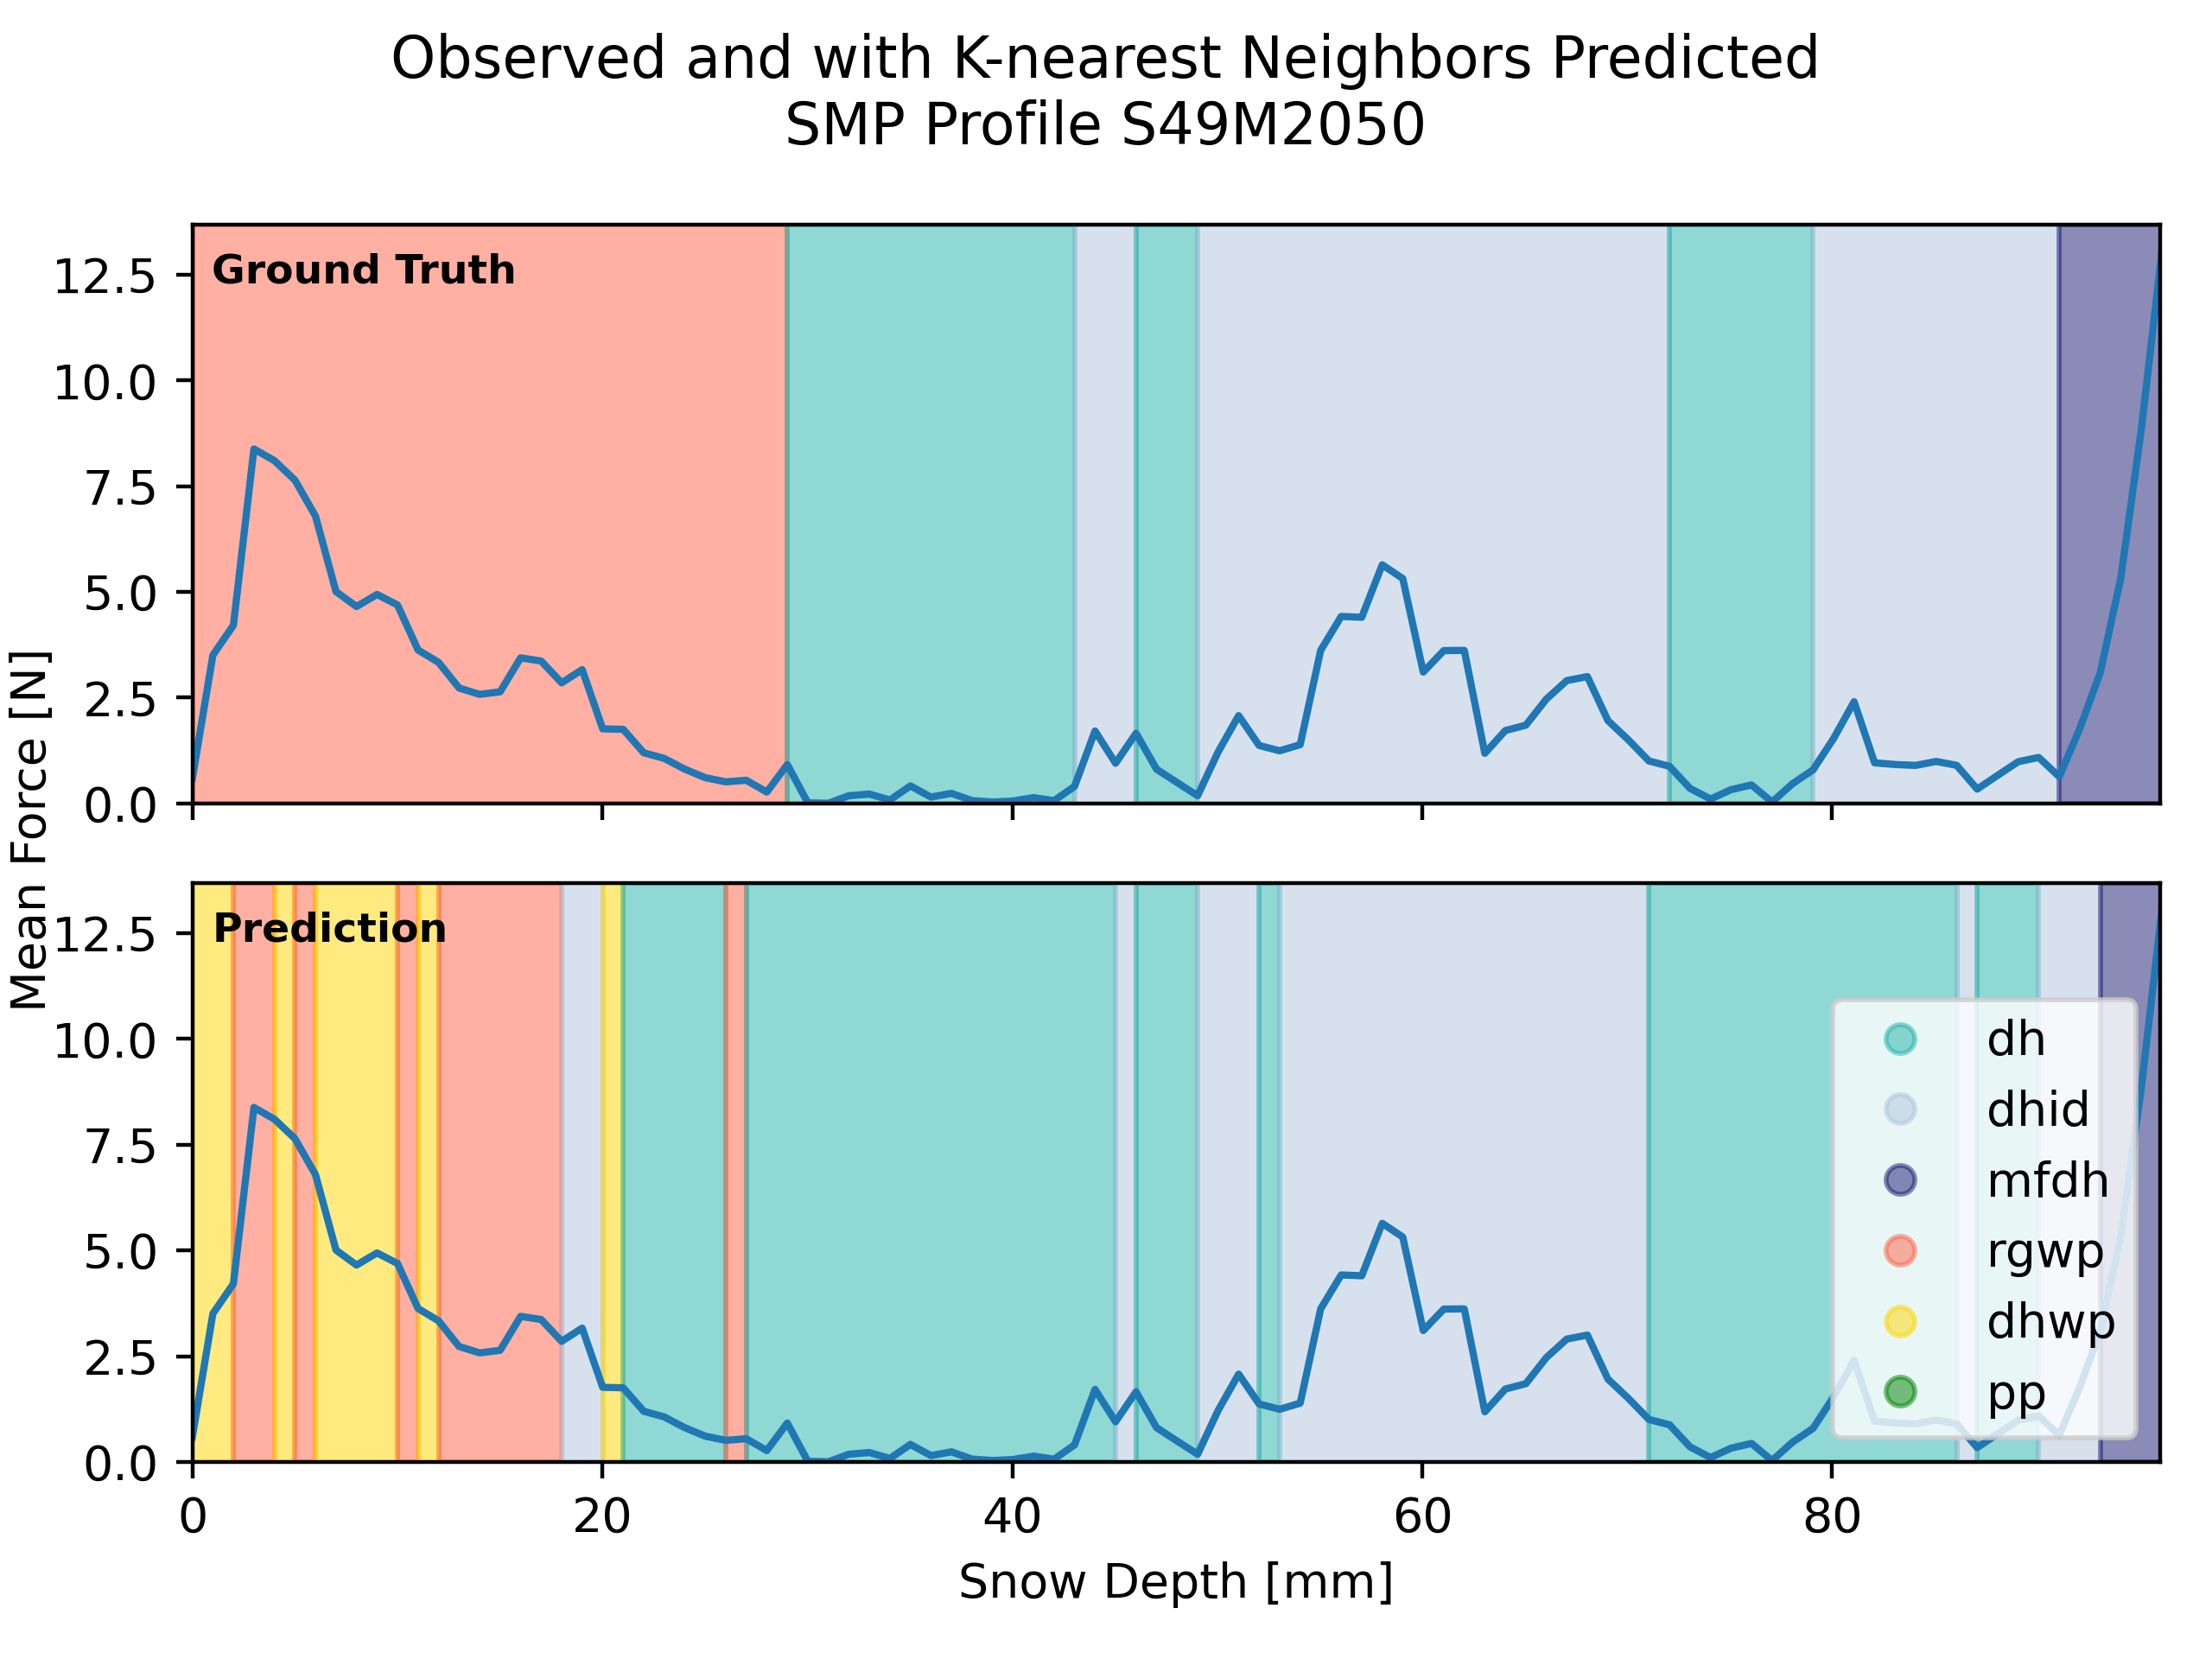 Observed and with K-nearest Neighbors Predicted
SMP Profile S49M2050
Mean Force [N]
Ground Truth
12.5
10.0
7.5
5.0
2.5
0.0
Prediction
12.5
10.0
7.5
5.0
2.5
0.0
dh
dhid
mfdh
rgwp
dhwp
pp
0 20 40 60 80
Snow Depth [mm]